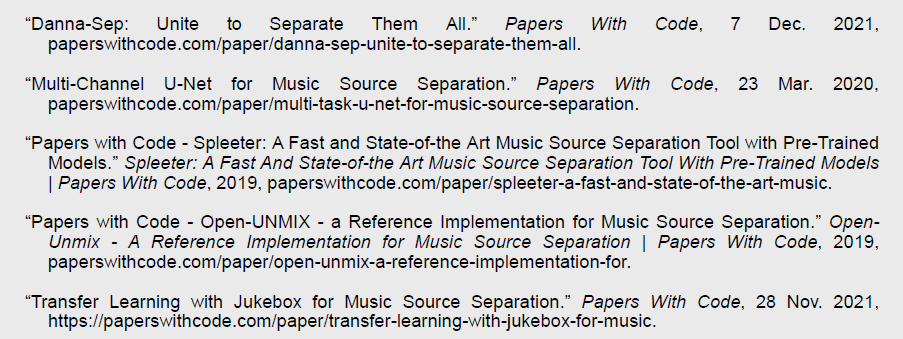 “Danna-Sep: Unite to Separate Them All.” Papers With Code, 7 Dec. 2021,
paperswithcode.com/paper/danna-sep-unite-to-separate-them-all.
“Multi-Channel U-Net for Music Source Separation.” Papers With Code, 23 Mar. 2020,
paperswithcode.com/paper/multi-task-u-net-for-music-source-separation.
“Papers with Code - Spleeter: A Fast and State-of-the Art Music Source Separation Tool with Pre-Trained
Models.” Spleeter: A Fast And State-of-the Art Music Source Separation Tool With Pre-Trained Models
| Papers With Code, 2019, paperswithcode.com/paper/spleeter-a-fast-and-state-of-the-art-music.
“Papers with Code - Open-UNMIX - a Reference Implementation for Music Source Separation.” Open-
Unmix - A Reference Implementation for Music Source Separation | Papers With Code, 2019,
paperswithcode.com/paper/open-unmix-a-reference-implementation-for.
“Transfer Learning with Jukebox for Music Source Separation.” Papers With Code, 28 Nov. 2021,
https://paperswithcode.com/paper/transfer-learning-with-jukebox-for-music.